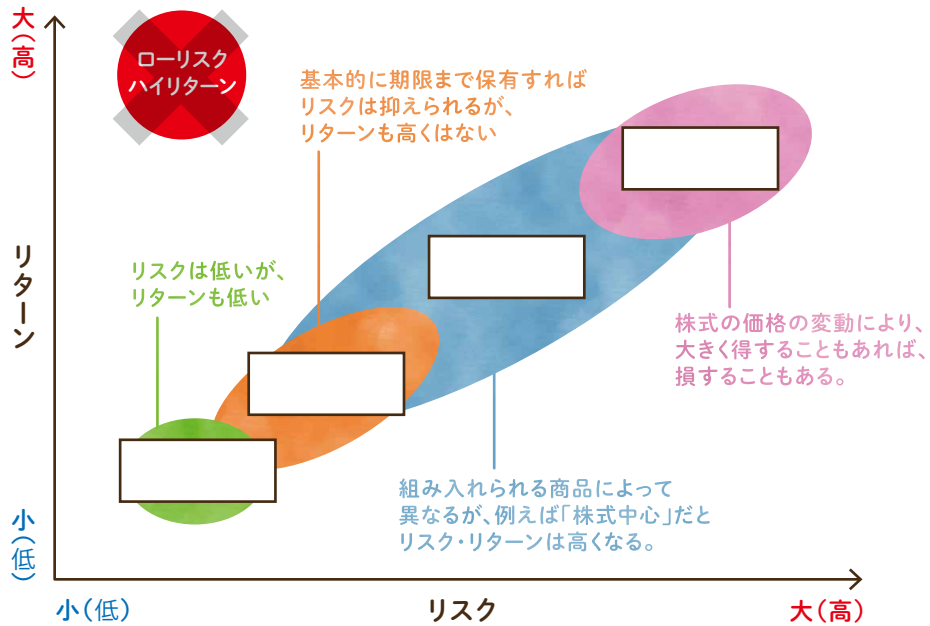 大（高）
ローリスク
ハイリターン
基本的に期限まで保有すれば
リスクは抑えられるが、
リターンも高くはない
リターン
リスクは低いが、
リターンも低い
株式の価格の変動により、
大きく得することもあれば、
損することもある。
組み入れられる商品によって
異なるが、例えば「株式中心」だと
リスク・リターンは高くなる。
小（低）
小（低）
リスク
大（高）